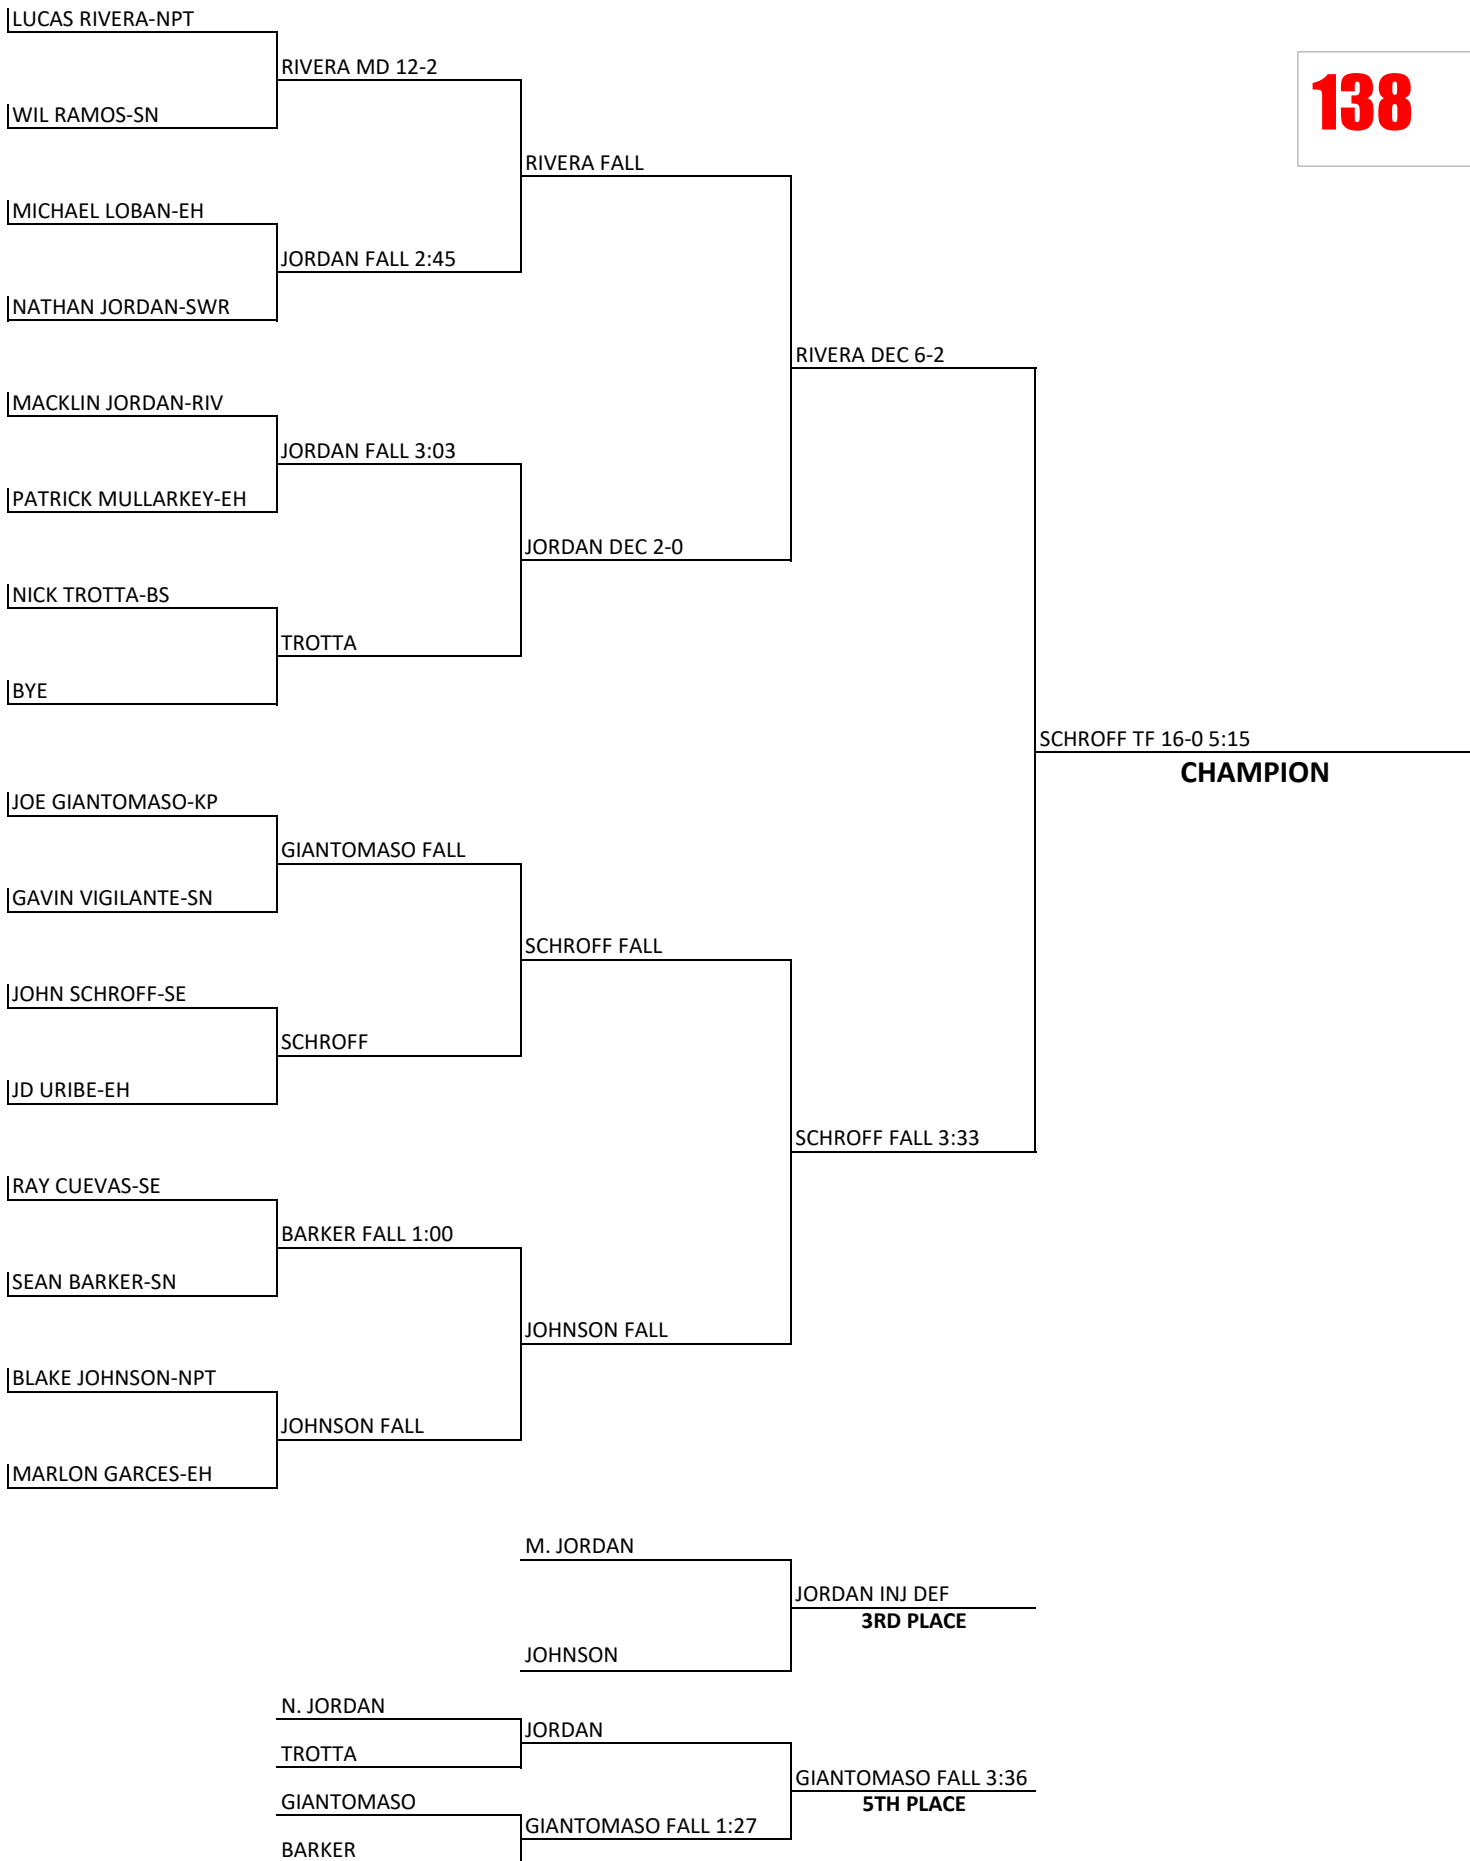 LUCAS RIVERA-NPT
RIVERA MD 12-2
138
WIL RAMOS-SN
RIVERA FALL
MICHAEL LOBAN-EH
JORDAN FALL 2:45
NATHAN JORDAN-SWR
RIVERA DEC 6-2
MACKLIN JORDAN-RIV
JORDAN FALL 3:03
PATRICK MULLARKEY-EH
JORDAN DEC 2-0
NICK TROTTA-BS
TROTTA
BYE
SCHROFF TF 16-0 5:15
CHAMPION
JOE GIANTOMASO-KP
GIANTOMASO FALL
GAVIN VIGILANTE-SN
SCHROFF FALL
JOHN SCHROFF-SE
SCHROFF
JD URIBE-EH
SCHROFF FALL 3:33
RAY CUEVAS-SE
BARKER FALL 1:00
SEAN BARKER-SN
JOHNSON FALL
BLAKE JOHNSON-NPT
JOHNSON FALL
MARLON GARCES-EH
M. JORDAN
JORDAN INJ DEF
3RD PLACE
JOHNSON
N. JORDAN
JORDAN
TROTTA
GIANTOMASO FALL 3:36
5TH PLACE
GIANTOMASO
GIANTOMASO FALL 1:27
BARKER